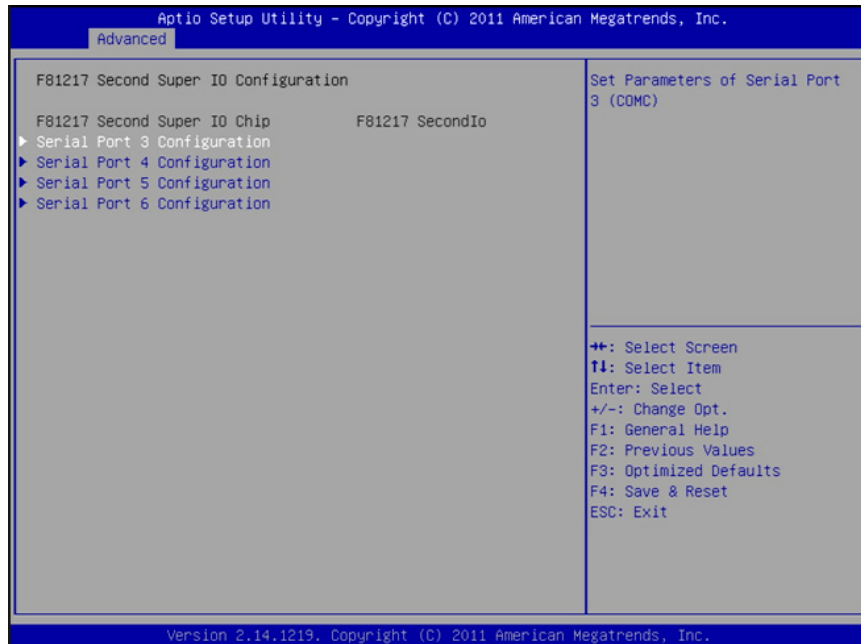 Aptio Setup Utility – Copyright (C) 2011 American Megatrends, Inc.
Advanced
F81217 Second Super IO Configuration
F81217 Second Super IO Chip F81217 SecondIo
▶ Serial Port 3 Configuration
▶ Serial Port 4 Configuration
▶ Serial Port 5 Configuration
▶ Serial Port 6 Configuration
Set Parameters of Serial Port
3 (COMC)
→←: Select Screen
↑↓: Select Item
Enter: Select
+/-: Change Opt.
F1: General Help
F2: Previous Values
F3: Optimized Defaults
F4: Save & Reset
ESC: Exit
Version 2.14.1219. Copyright (C) 2011 American Megatrends, Inc.